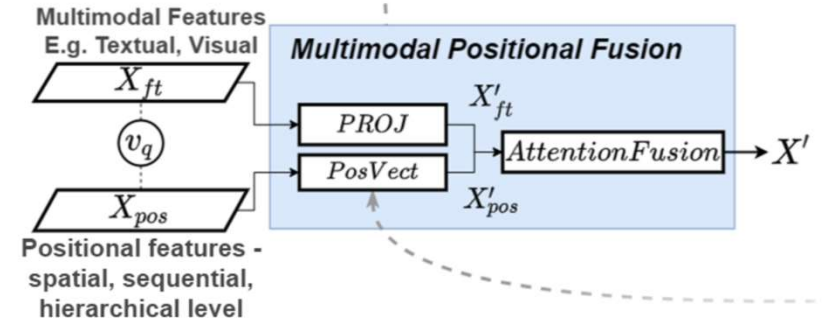 Multimodal Features
E.g. Textual, Visual
X_ft
v_q
X_pos
Positional features -
spatial, sequential,
hierarchical level
Multimodal Positional Fusion
PROJ
PosVect
X'_ft
X'_pos
AttentionFusion
X'